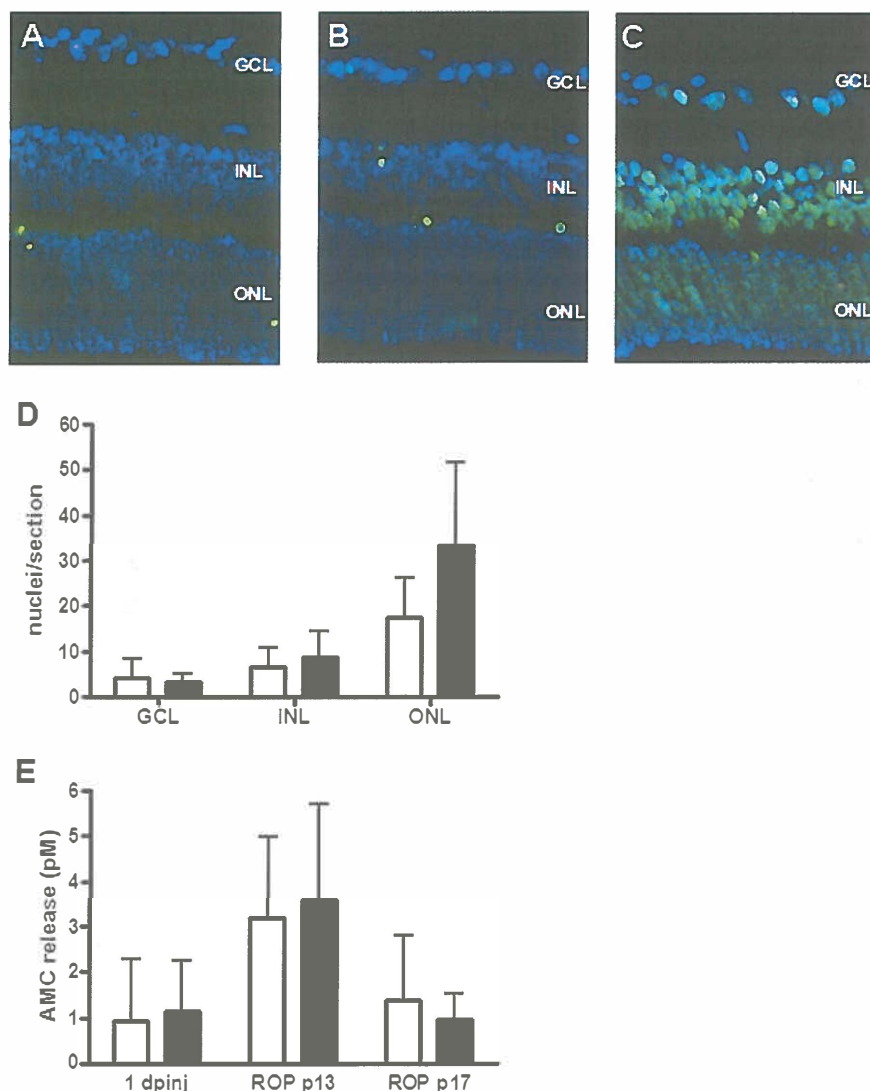 A
GCL
INL
ONL
B
GCL
INL
ONL
C
GCL
INL
ONL
D
nuclei/section
60
50
40
30
20
10
0
GCL
INL
ONL
E
AMC release (pM)
6
5
4
3
2
1
0
1 dpinj
ROP p13
ROP p17